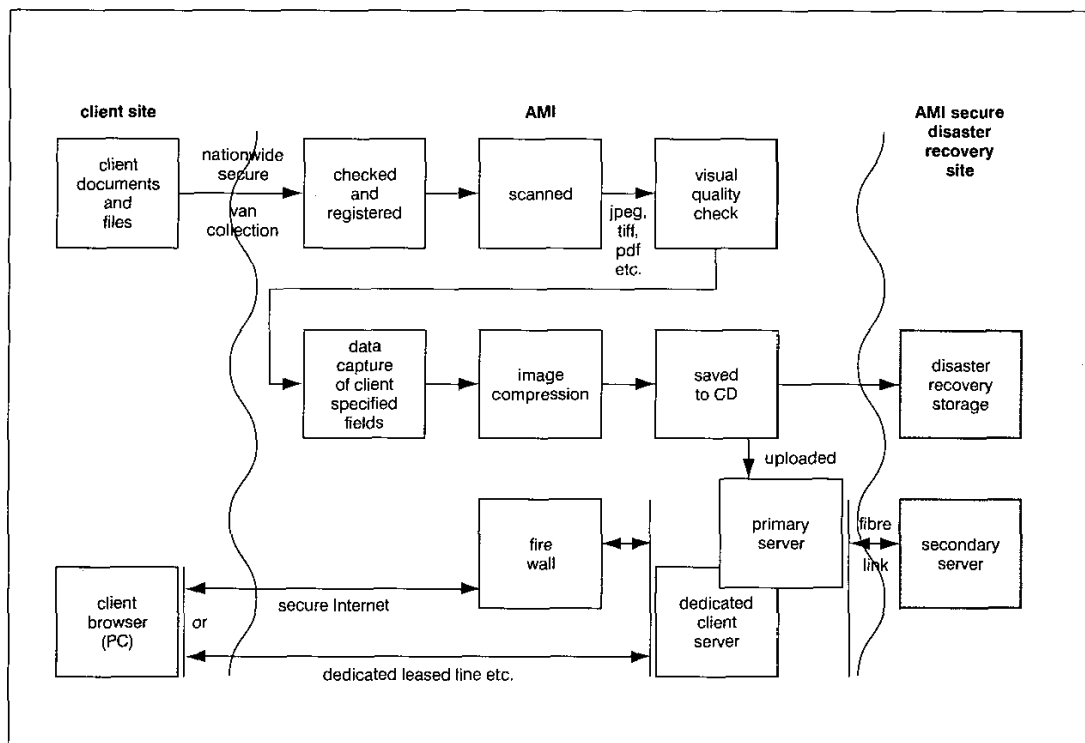 client site
AMI
AMI secure
disaster
recovery
site
client
documents
and
files
nationwide
secure
van
collection
checked
and
registered
scanned
jpeg,
tiff,
pdf
etc.
visual
quality
check
data
capture
of client
specified
fields
image
compression
saved
to CD
disaster
recovery
storage
uploaded
primary
server
fibre
link
secondary
server
fire
wall
client
browser
(PC)
or
secure Internet
dedicated
client
server
dedicated leased line etc.